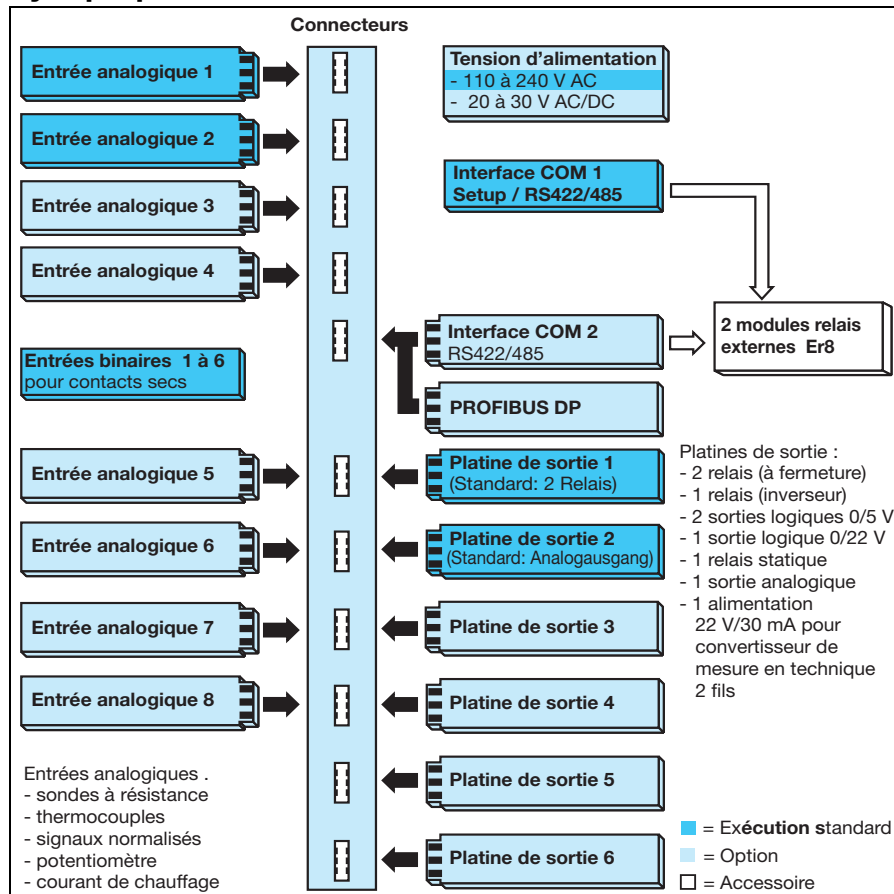 Connecteurs
Entrée analogique 1
Entrée analogique 2
Entrée analogique 3
Entrée analogique 4
Entrées binaires 1 à 6
pour contacts secs
Entrée analogique 5
Entrée analogique 6
Entrée analogique 7
Entrée analogique 8
Entrées analogiques .
- sondes à résistance
- thermocouples
- signaux normalisés
- potentiomètre
- courant de chauffage
Tension d'alimentation
- 110 à 240 V AC
- 20 à 30 V AC/DC
Interface COM 1
Setup / RS422/485
Interface COM 2
RS422/485
PROFIBUS DP
2 modules relais
externes Er8
Platine de sortie 1
(Standard: 2 Relais)
Platine de sortie 2
(Standard: Analogausgang)
Platine de sortie 3
Platine de sortie 4
Platine de sortie 5
Platine de sortie 6
Platines de sortie :
- 2 relais (à fermeture)
- 1 relais (inverseur)
- 2 sorties logiques 0/5 V
- 1 sortie logique 0/22 V
- 1 relais statique
- 1 sortie analogique
- 1 alimentation
22 V/30 mA pour
convertisseur de
mesure en technique
2 fils
= Exécution standard
= Option
= Accessoire